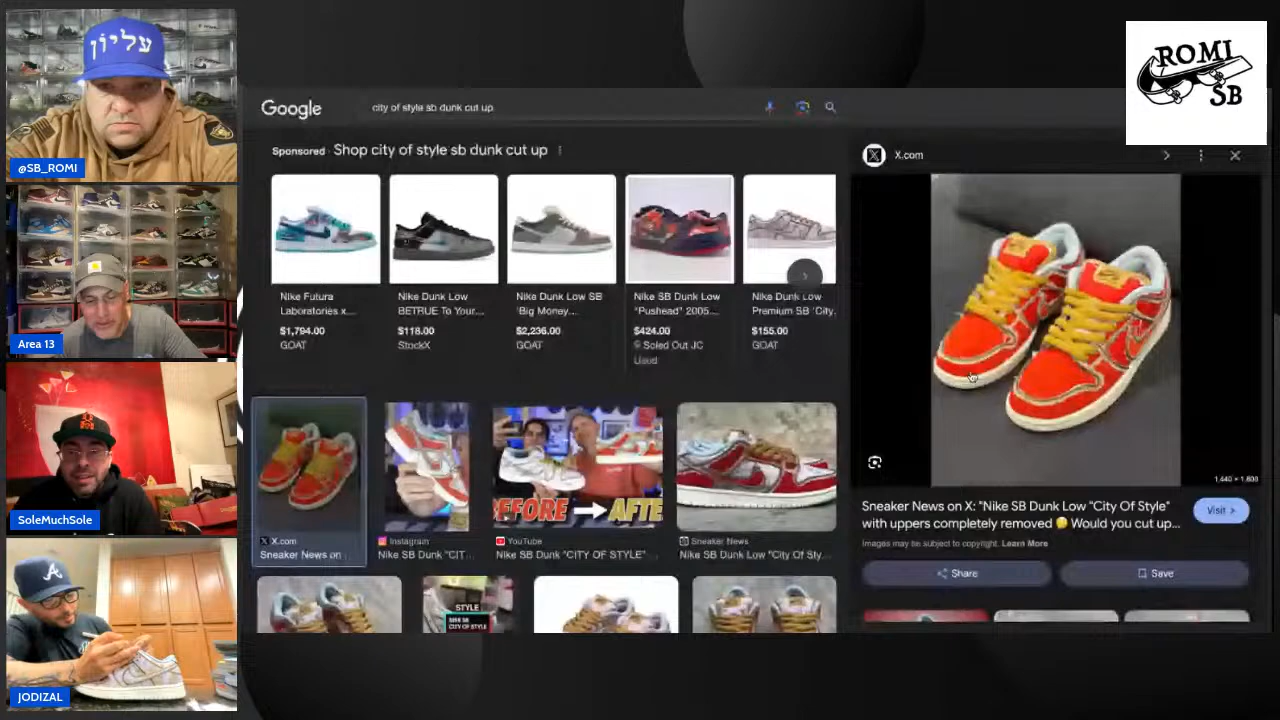 עליון
@SB_ROMI
Area 13
SoleMuchSole
A
JODIZAL
ROMI
SB
Google
city of style sb dunk cut up
Sponsored · Shop city of style sb dunk cut up
Nike Futura
Laboratories x...
$1,794.00
GOAT
Nike Dunk Low
BETRUE To Your...
$118.00
StockX
Nike Dunk Low SB
'Big Money...
$2,236.00
GOAT
Nike SB Dunk Low
"Pushead" 2005...
$424.00
Soled Out JC
Used
Nike Dunk Low
Premium SB 'City...
$155.00
GOAT
X.com
Sneaker News on
Instagram
Nike SB Dunk "CIT...
BEFORE AFTE
YouTube
Nike SB Dunk "CITY OF STYLE"
Sneaker News
Nike SB Dunk Low "City Of Sty...
STYLE
NIKE SB
CITY OF STYLE
X.com
1,440 × 1,800
Sneaker News on X: "Nike SB Dunk Low "City Of Style"
with uppers completely removed 🤔 Would you cut up...
Visit >
Images may be subject to copyright. Learn More
Share
Save